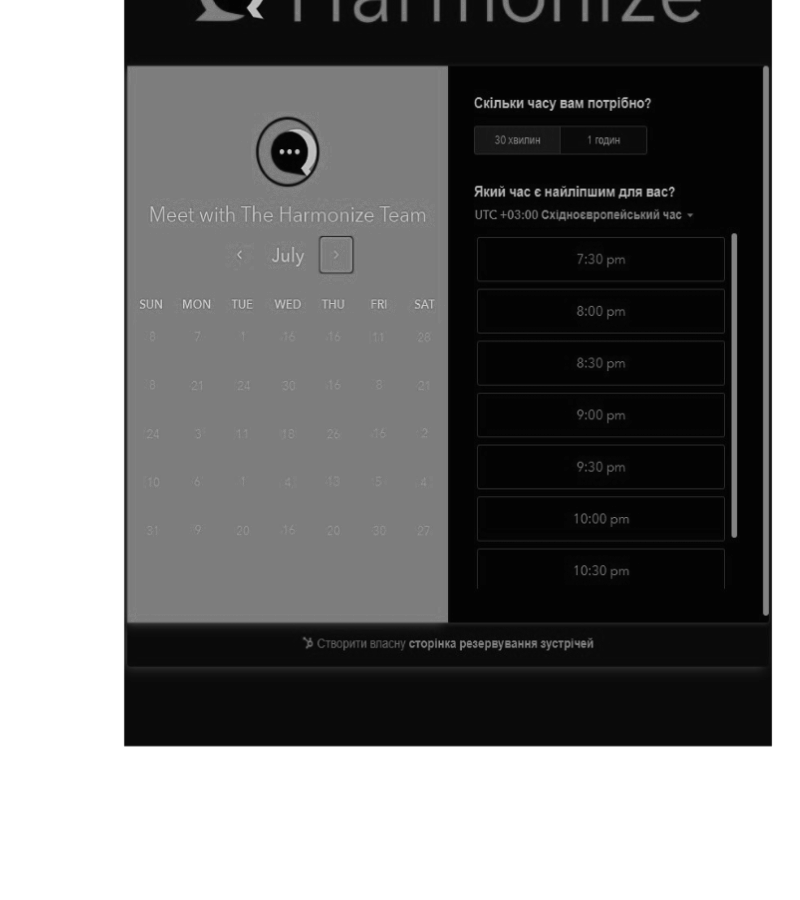 Harmonize
Meet with The Harmonize Team
July
SUN MON TUE WED THU FRI SAT
8 7 1 16 16 11 28
8 21 24 30 16 8 21
24 3 11 18 26 16 2
10 6 1 4 13 5 4
31 9 20 16 20 30 27
Скільки часу вам потрібно?
30 хвилин 1 годин
Який час є найліпшим для вас?
UTC +03:00 Східноєвропейський час
7:30 pm
8:00 pm
8:30 pm
9:00 pm
9:30 pm
10:00 pm
10:30 pm
Створити власну сторінка резервування зустрічей